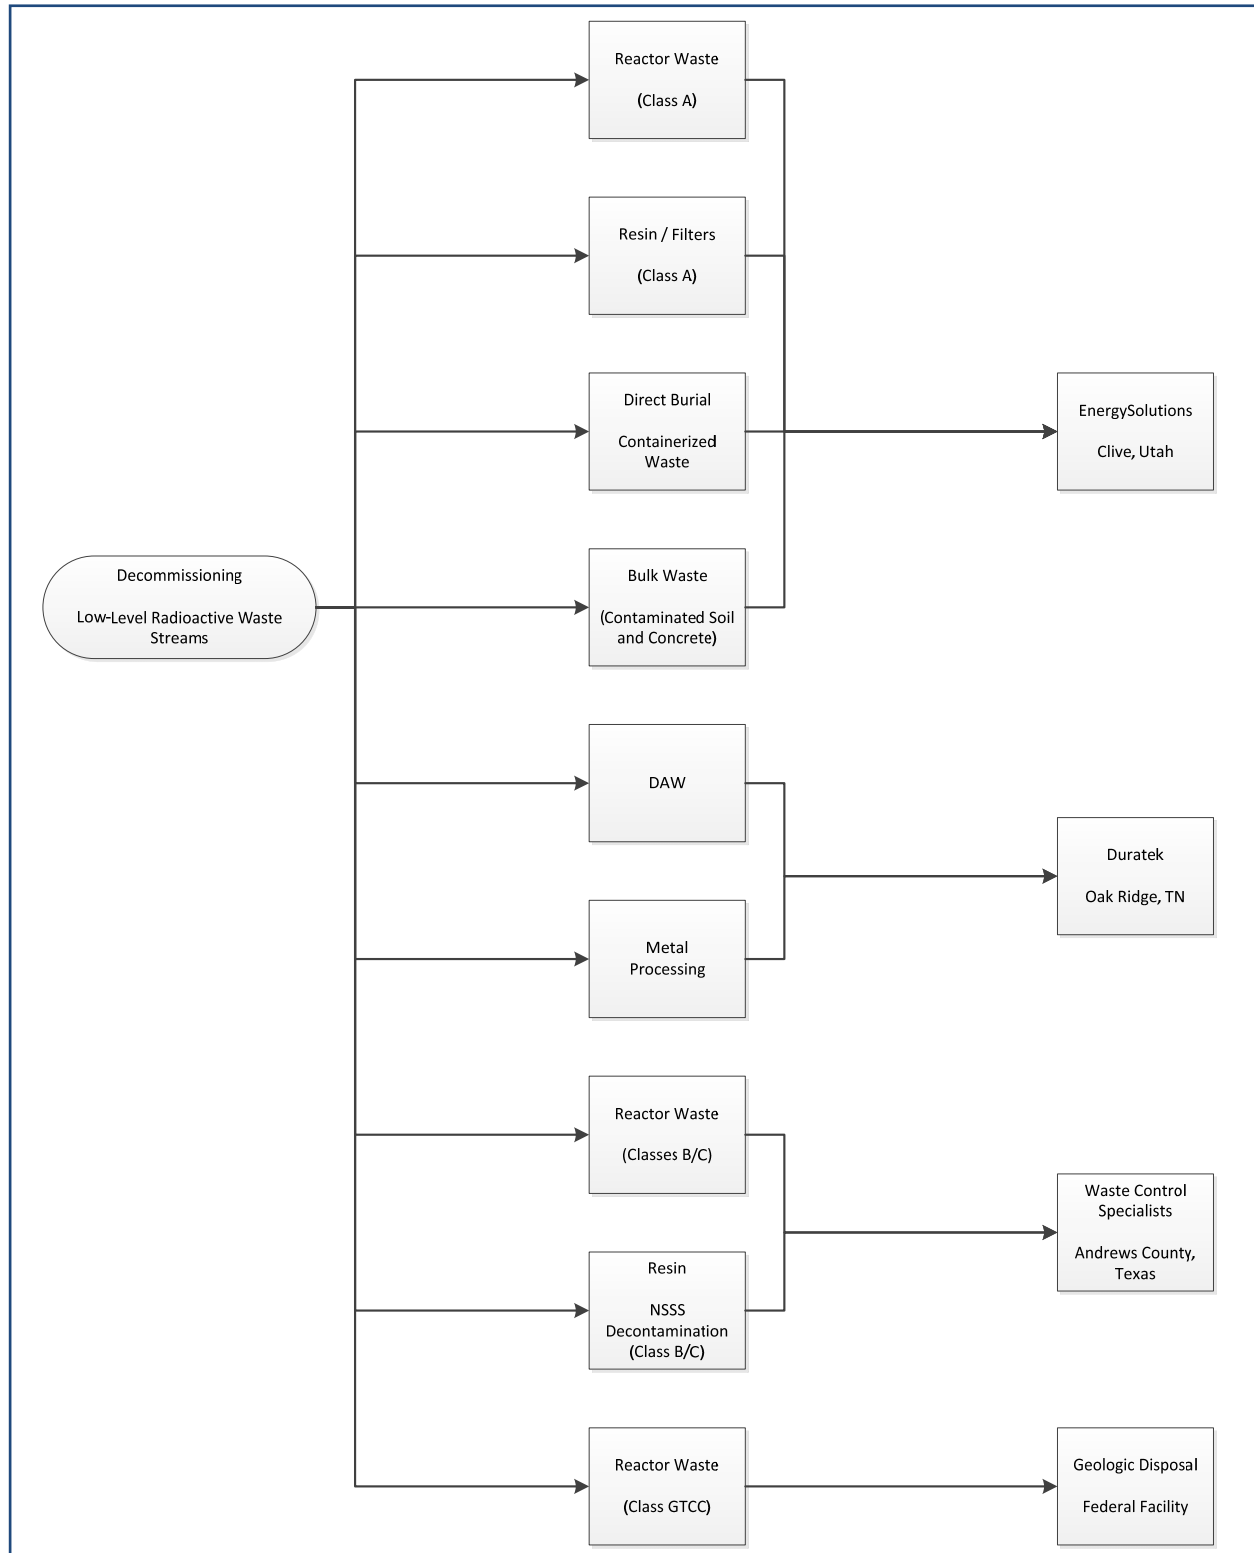 Reactor Waste
(Class A)
Resin / Filters
(Class A)
Direct Burial
Containerized
Waste
EnergySolutions
Clive, Utah
Decommissioning
Low-Level Radioactive Waste
Streams
Bulk Waste
(Contaminated Soil
and Concrete)
DAW
Duratek
Oak Ridge, TN
Metal
Processing
Reactor Waste
(Classes B/C)
Waste Control
Specialists
Andrews County,
Texas
Resin
NSSS
Decontamination
(Class B/C)
Reactor Waste
(Class GTCC)
Geologic Disposal
Federal Facility